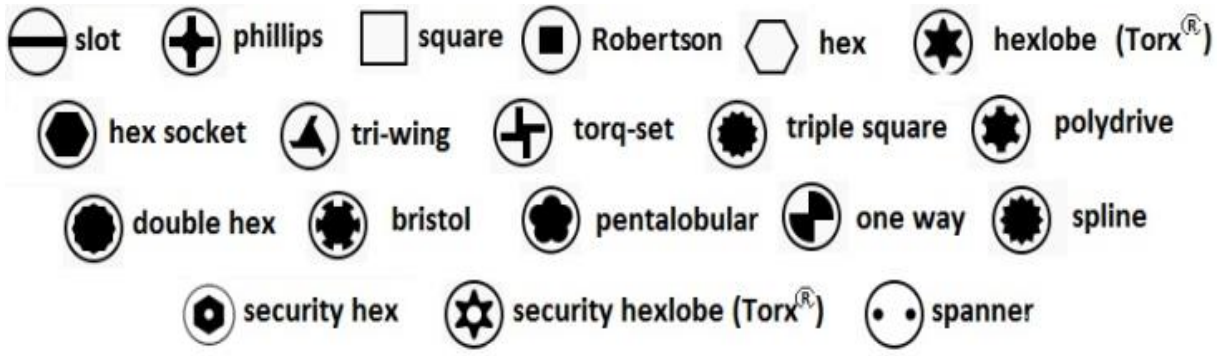 slot phillips square Robertson hex hexlobe (Torx®)
hex socket tri-wing torq-set triple square polydrive
double hex bristol pentalobular one way spline
security hex security hexlobe (Torx®) spanner